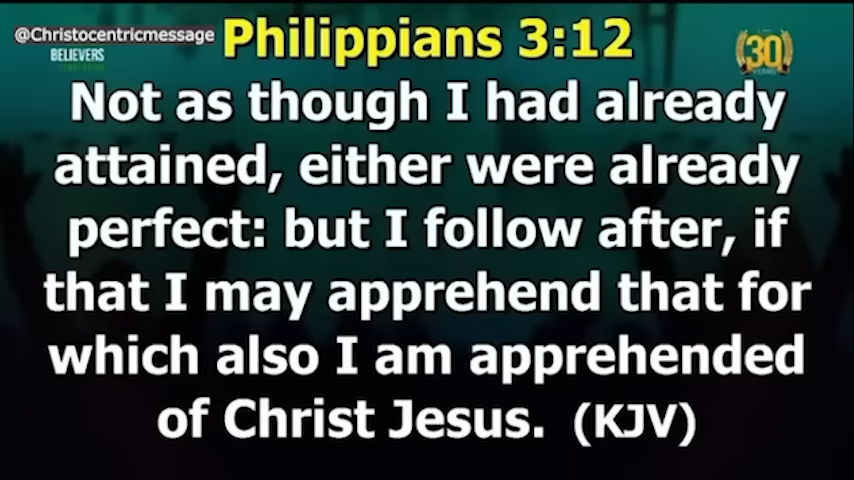 @Christocentricmessage
BELIEVERS
Philippians 3:12
30
YEARS
Not as though I had already
attained, either were already
perfect: but I follow after, if
that I may apprehend that for
which also I am apprehended
of Christ Jesus. (KJV)